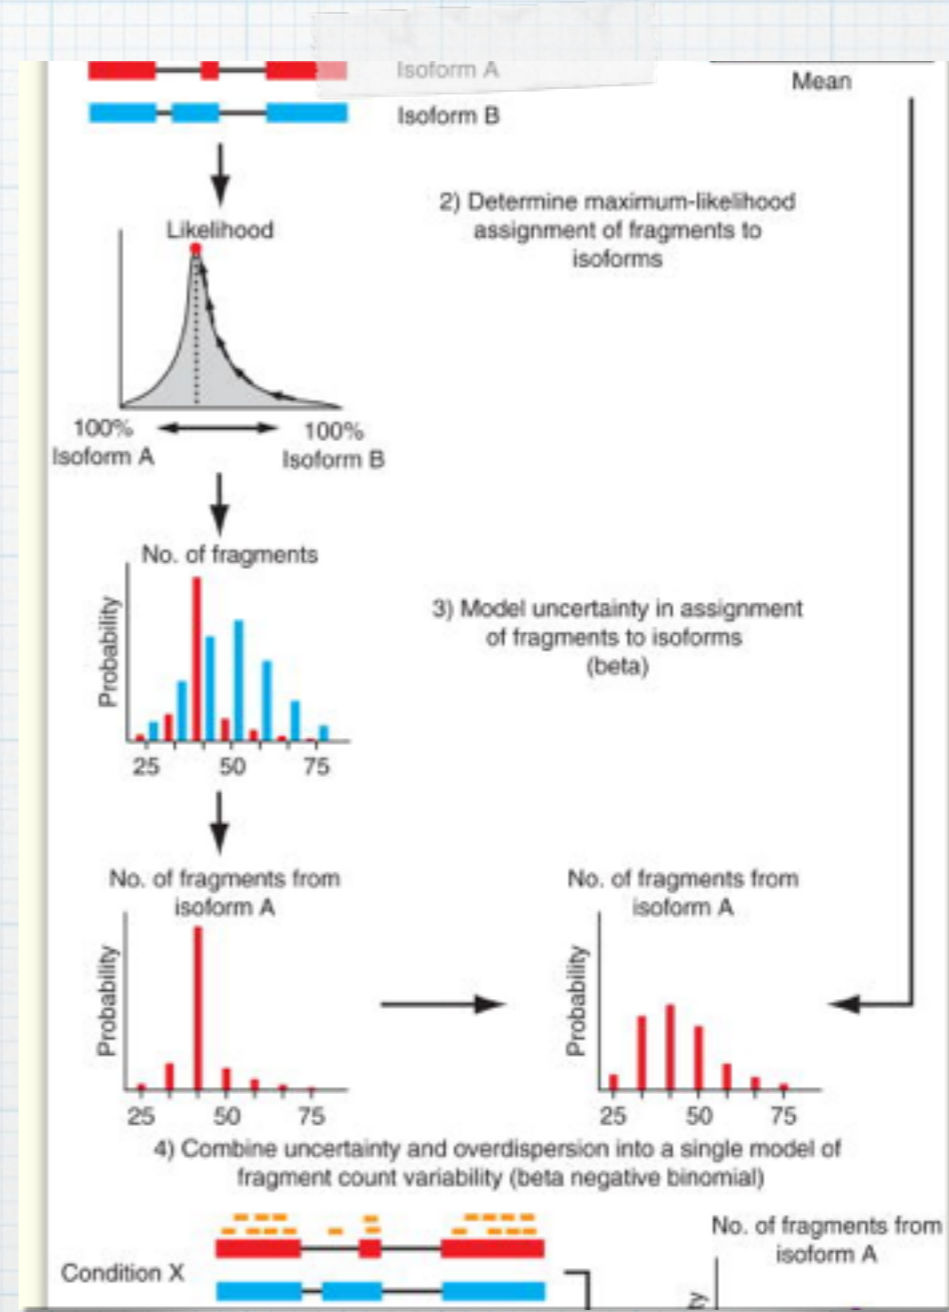 Isoform A
Mean
Isoform B
2) Determine maximum-likelihood
assignment of fragments to
isoforms
Likelihood
100%
Isoform A
100%
Isoform B
No. of fragments
Probability
3) Model uncertainty in assignment
of fragments to isoforms
(beta)
25 50 75
No. of fragments from
isoform A
Probability
25 50 75
No. of fragments from
isoform A
Probability
25 50 75
4) Combine uncertainty and overdispersion into a single model of
fragment count variability (beta negative binomial)
Condition X
No. of fragments from
isoform A